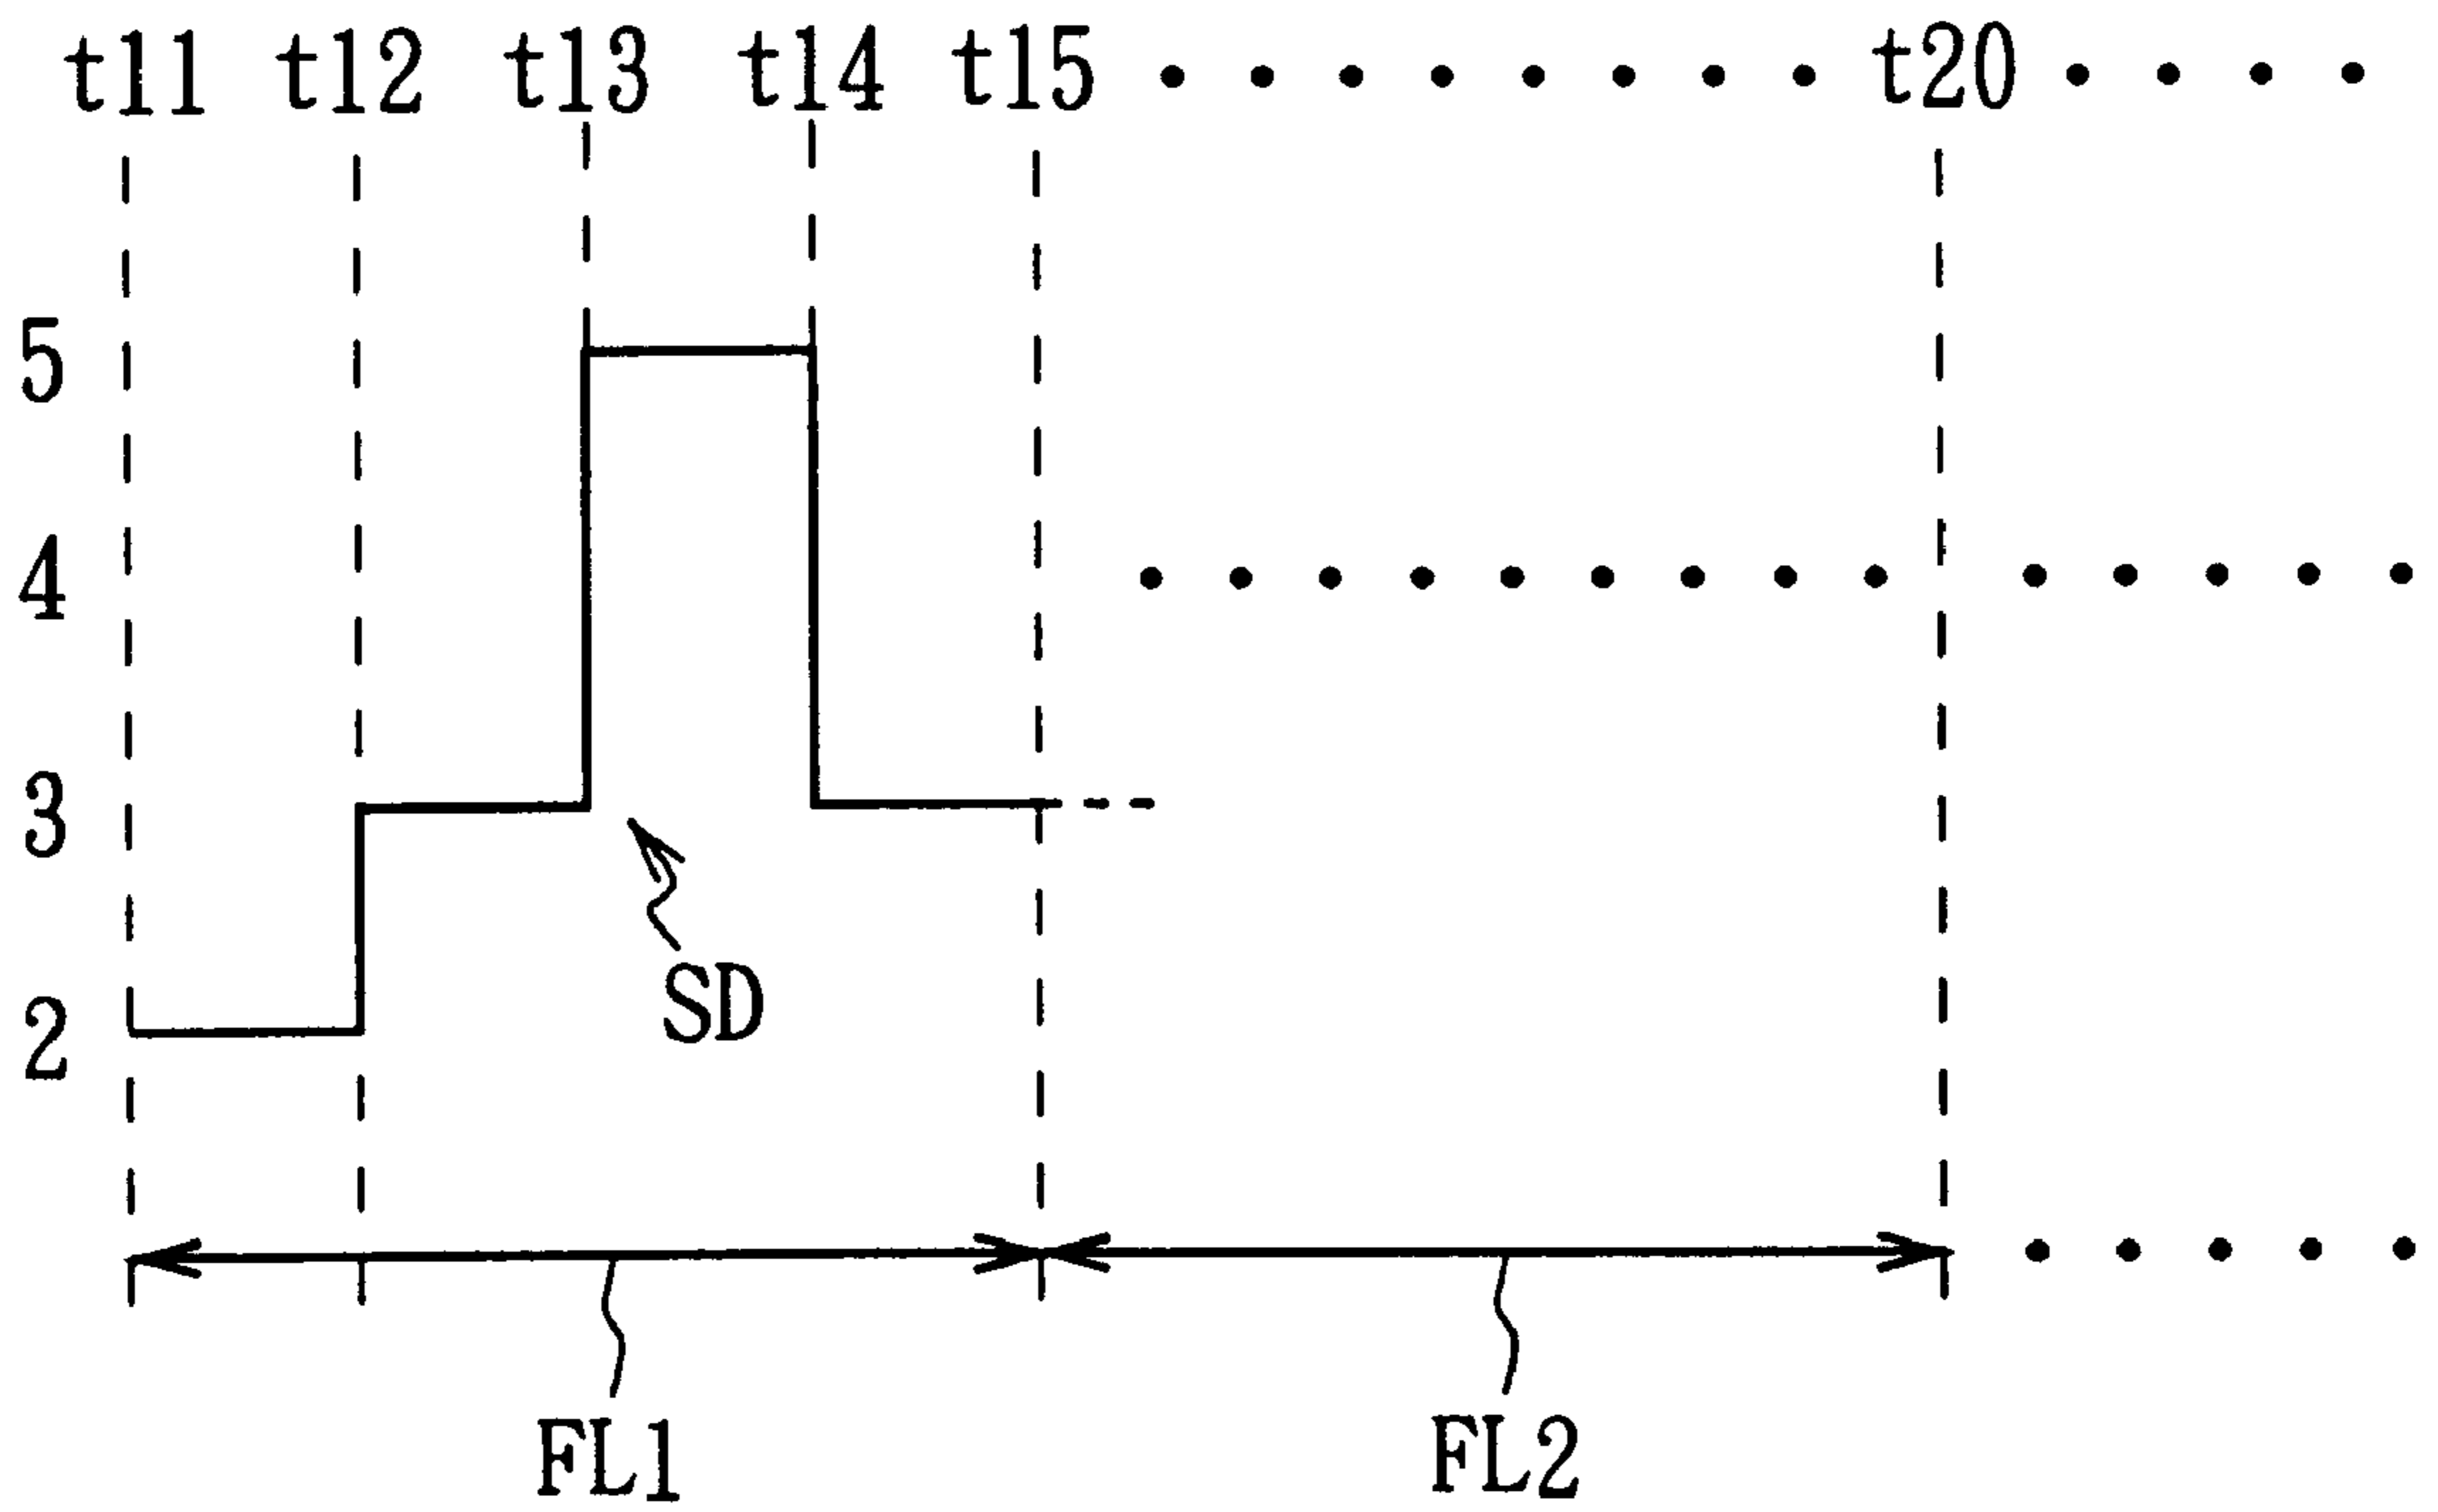 t11 t12 t13 t14 t15 • • • • • • • • t20 • • • •
5
4 • • • • • • • • • • • • • •
3
SD
2
• • • • •
FL1 FL2